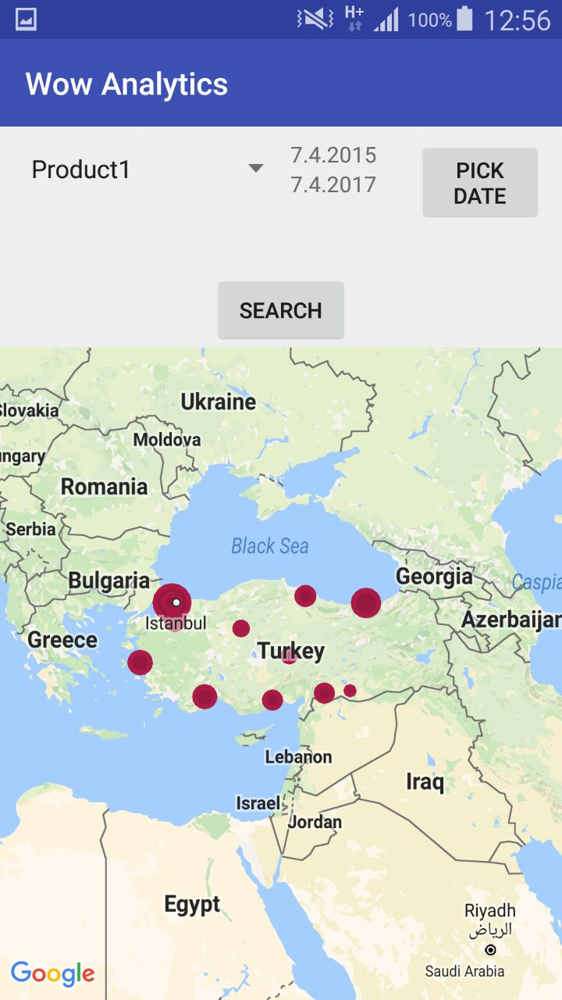 H+
100%
12:56
Wow Analytics
Product1
7.4.2015
7.4.2017
PICK
DATE
SEARCH
Ukraine
Slovakia
Moldova
ungary
Romania
Serbia
Black Sea
Bulgaria
Georgia
Caspia
Istanbul
Azerbaijan
Greece
Turkey
Lebanon
Iraq
Israel
Jordan
Egypt
Riyadh
الرياض
Saudi Arabia
Google